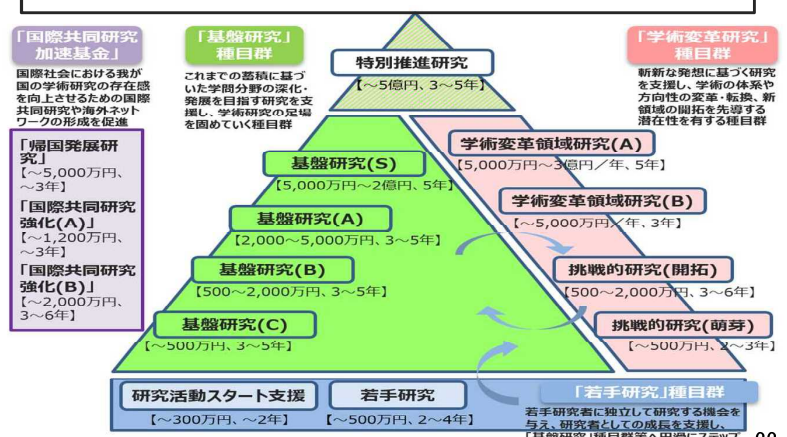 「国際共同研究
加速基金」
国際社会における我が
国の学術研究の存在感
を向上させるための国際
共同研究や海外ネット
ワークの形成を促進
「帰国発展研
究」
【～5,000万円、
～3年】
「国際共同研究
強化(A)」
【～1,200万円、
～3年】
「国際共同研究
強化(B)」
【～2,000万円、
3～6年】
「基盤研究」
種目群
これまでの蓄積に基づ
いた学問分野の深化・
発展を目指す研究を支
援し、学術研究の足場
を固めていく種目群
特別推進研究
【～5億円、3～5年】
「学術変革研究」
種目群
斬新な発想に基づく研究
を支援し、学術の体系や
方向性の変革・転換、新
領域の開拓を先導する
潜在性を有する種目群
基盤研究(S)
【5,000万円～2億円、5年】
基盤研究(A)
【2,000～5,000万円、3～5年】
基盤研究(B)
【500～2,000万円、3～5年】
基盤研究(C)
【～500万円、3～5年】
学術変革領域研究(A)
【5,000万円～3億円／年、5年】
学術変革領域研究(B)
【～5,000万円／年、3年】
挑戦的研究(開拓)
【500～2,000万円、3～6年】
挑戦的研究(萌芽)
【～500万円、2～3年】
研究活動スタート支援
【～300万円、～2年】
若手研究
【～500万円、2～4年】
「若手研究」種目群
若手研究者に独立して研究する機会を
与え、研究者としての成長を支援し、
「基盤研究」種目群等へ円滑にステップ